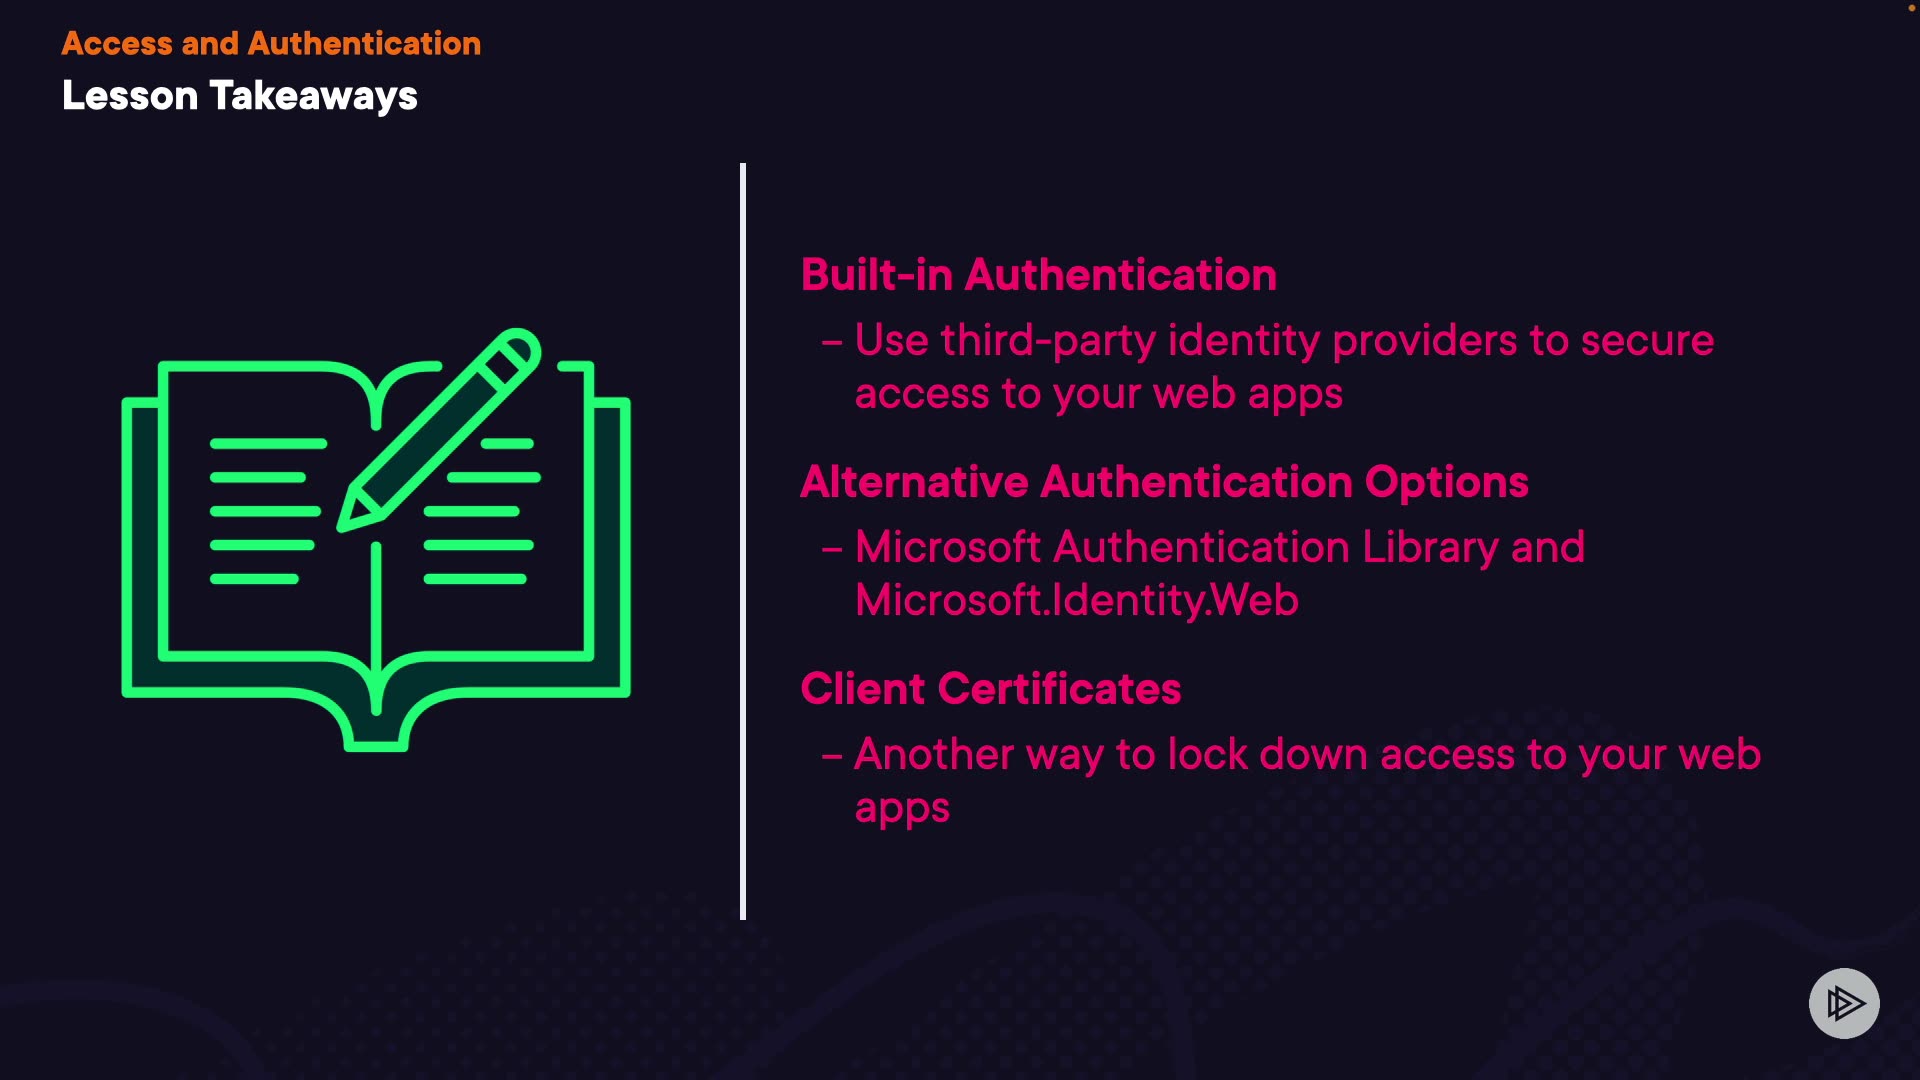 Access and Authentication
Lesson Takeaways
Built-in Authentication
– Use third-party identity providers to secure
access to your web apps
Alternative Authentication Options
– Microsoft Authentication Library and
Microsoft.Identity.Web
Client Certificates
– Another way to lock down access to your web
apps